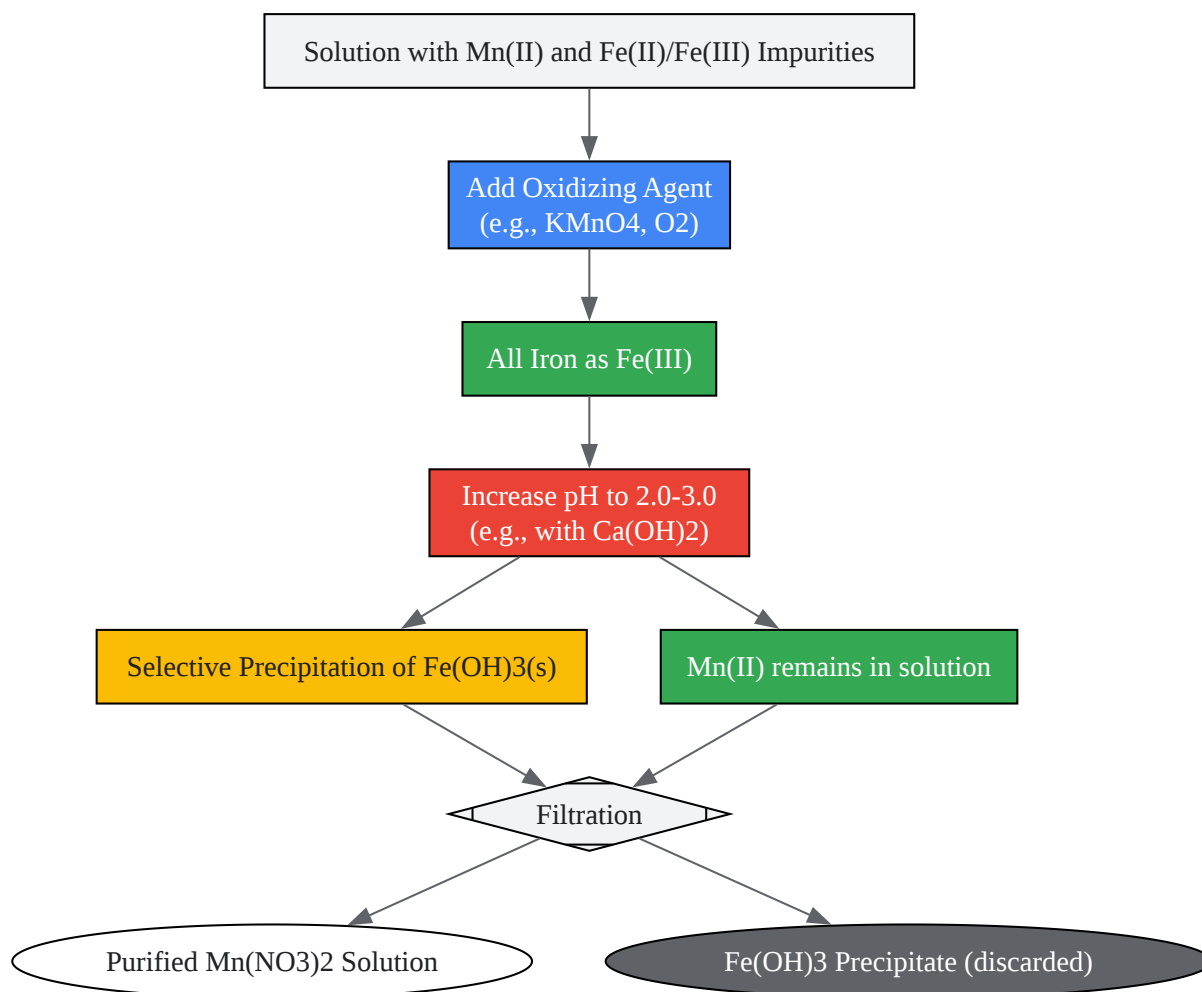 Solution with Mn(II) and Fe(II)/Fe(III) Impurities
Add Oxidizing Agent
(e.g., KMnO4, O2)
All Iron as Fe(III)
Increase pH to 2.0-3.0
(e.g., with Ca(OH)2)
Selective Precipitation of Fe(OH)3(s)
Mn(II) remains in solution
Filtration
Purified Mn(NO3)2 Solution
Fe(OH)3 Precipitate (discarded)